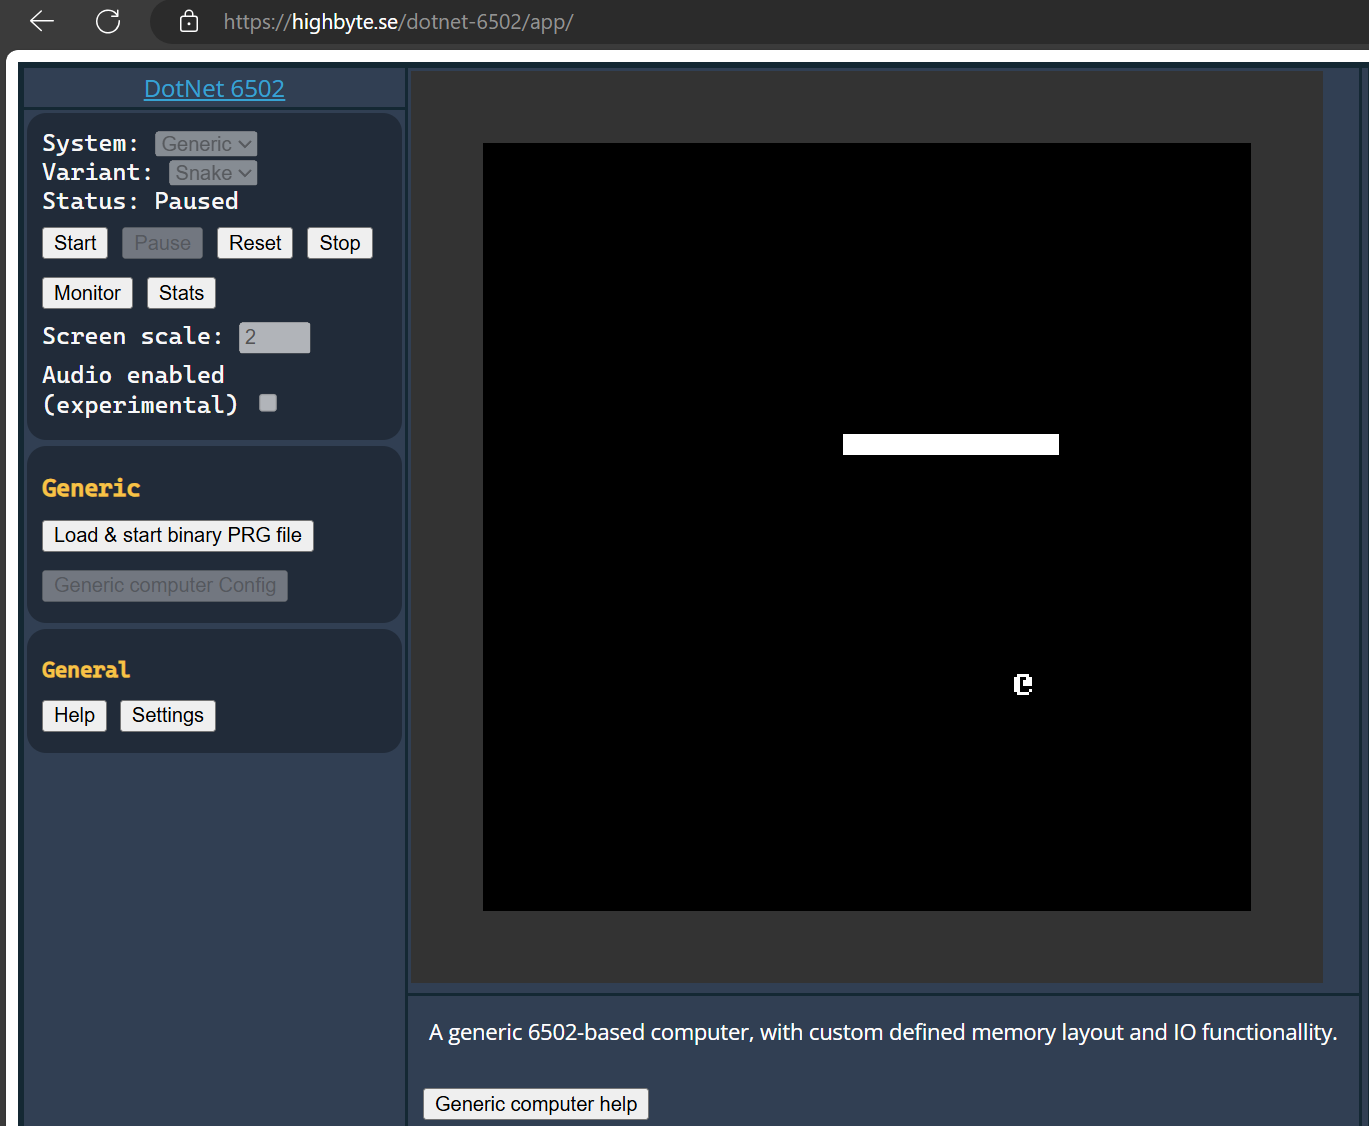 https://highbyte.se/dotnet-6502/app/
DotNet 6502
System: Generic
Variant: Snake
Status: Paused
Start Pause Reset Stop
Monitor Stats
Screen scale: 2
Audio enabled
(experimental)
Generic
Load & start binary PRG file
Generic computer Config
General
Help Settings
A generic 6502-based computer, with custom defined memory layout and IO functionallity.
Generic computer help